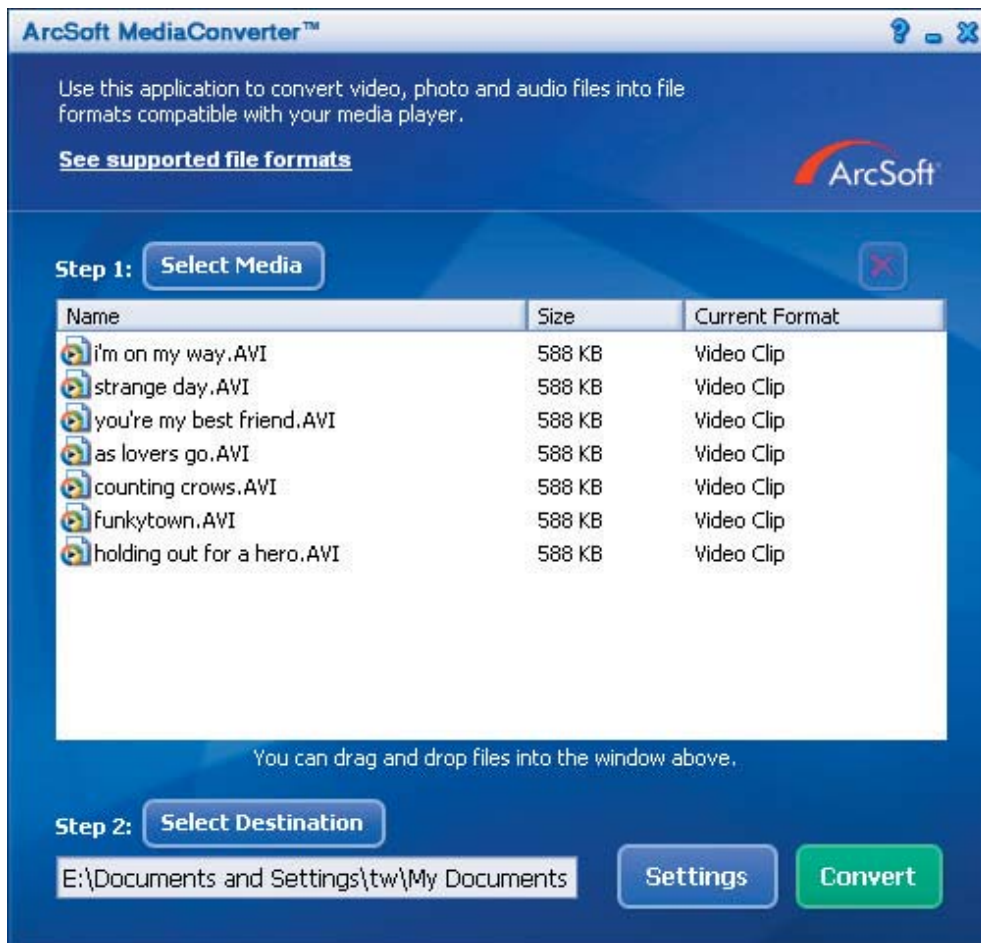 ArcSoft MediaConverter™
Use this application to convert video, photo and audio files into file
formats compatible with your media player.
See supported file formats
ArcSoft
Step 1: Select Media
Name Size Current Format
i'm on my way.AVI 588 KB Video Clip
strange day.AVI 588 KB Video Clip
you're my best friend.AVI 588 KB Video Clip
as lovers go.AVI 588 KB Video Clip
counting crows.AVI 588 KB Video Clip
funkytown.AVI 588 KB Video Clip
holding out for a hero.AVI 588 KB Video Clip
You can drag and drop files into the window above.
Step 2: Select Destination
E:\Documents and Settings\tw\My Documents
Settings
Convert